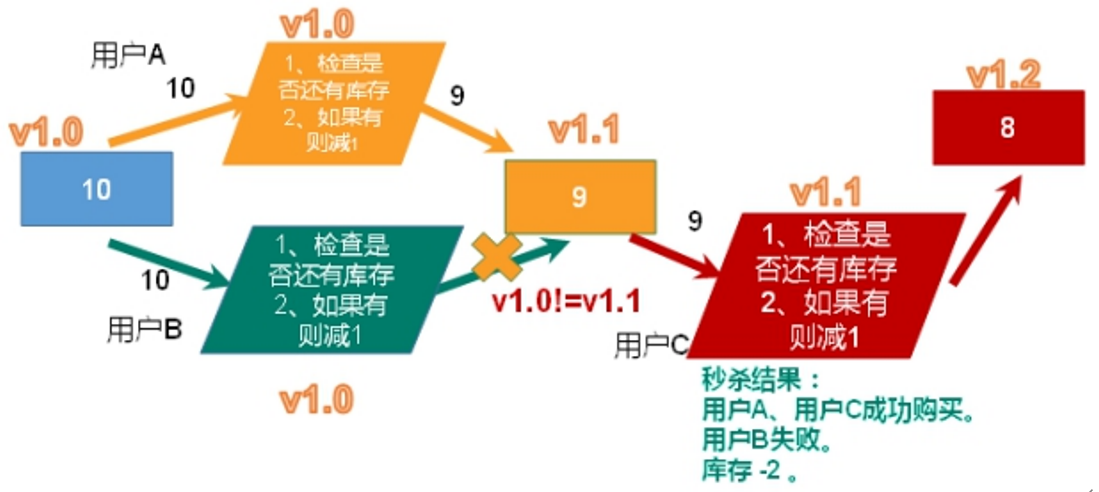 v1.0
用户A
10
1、检查是
否还有库存
2、如果有
则减1
9
v1.0
10
v1.1
9
10
用户B
1、检查是
否还有库存
2、如果有
则减1
v1.0
v1.0!=v1.1
9
用户C
v1.1
1、检查是
否还有库存
2、如果有
则减1
v1.2
8
秒杀结果：
用户A、用户C成功购买。
用户B失败。
库存 -2 。